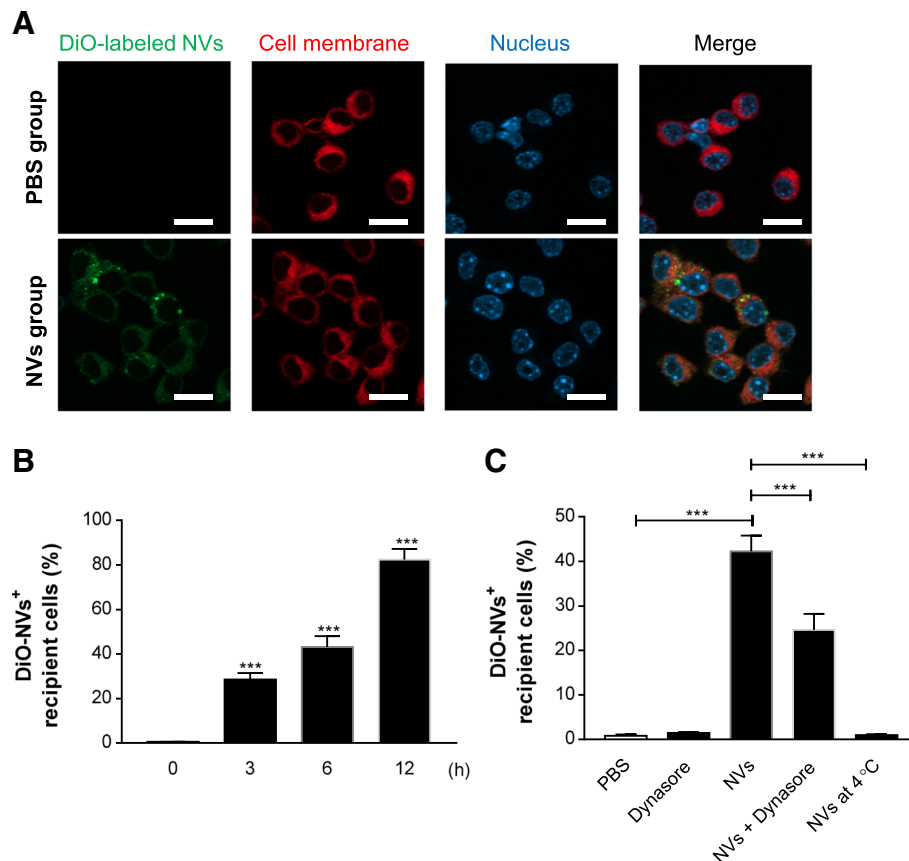 A
DiO-labeled NVs Cell membrane Nucleus Merge
PBS group
NVs group
B
DiO-NVs+
recipient cells (%)
100
80
60
40
20
0
***
***
***
0 3 6 12 (h)
C
DiO-NVs+
recipient cells (%)
50
40
30
20
10
0
***
***
***
PBS
Dynasore
NVs
NVs + Dynasore
NVs at 4 °C